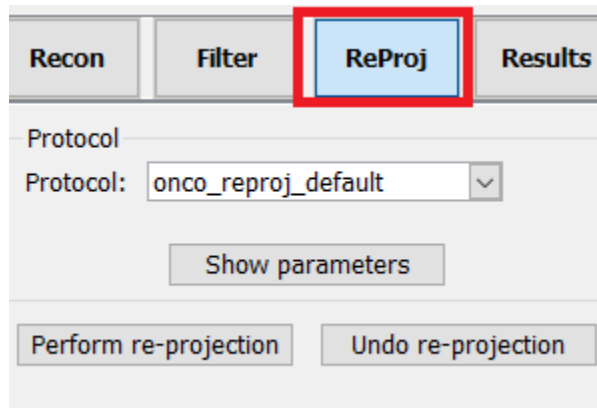 Recon Filter ReProj Results
Protocol
Protocol: onco_reproj_default
Show parameters
Perform re-projection Undo re-projection